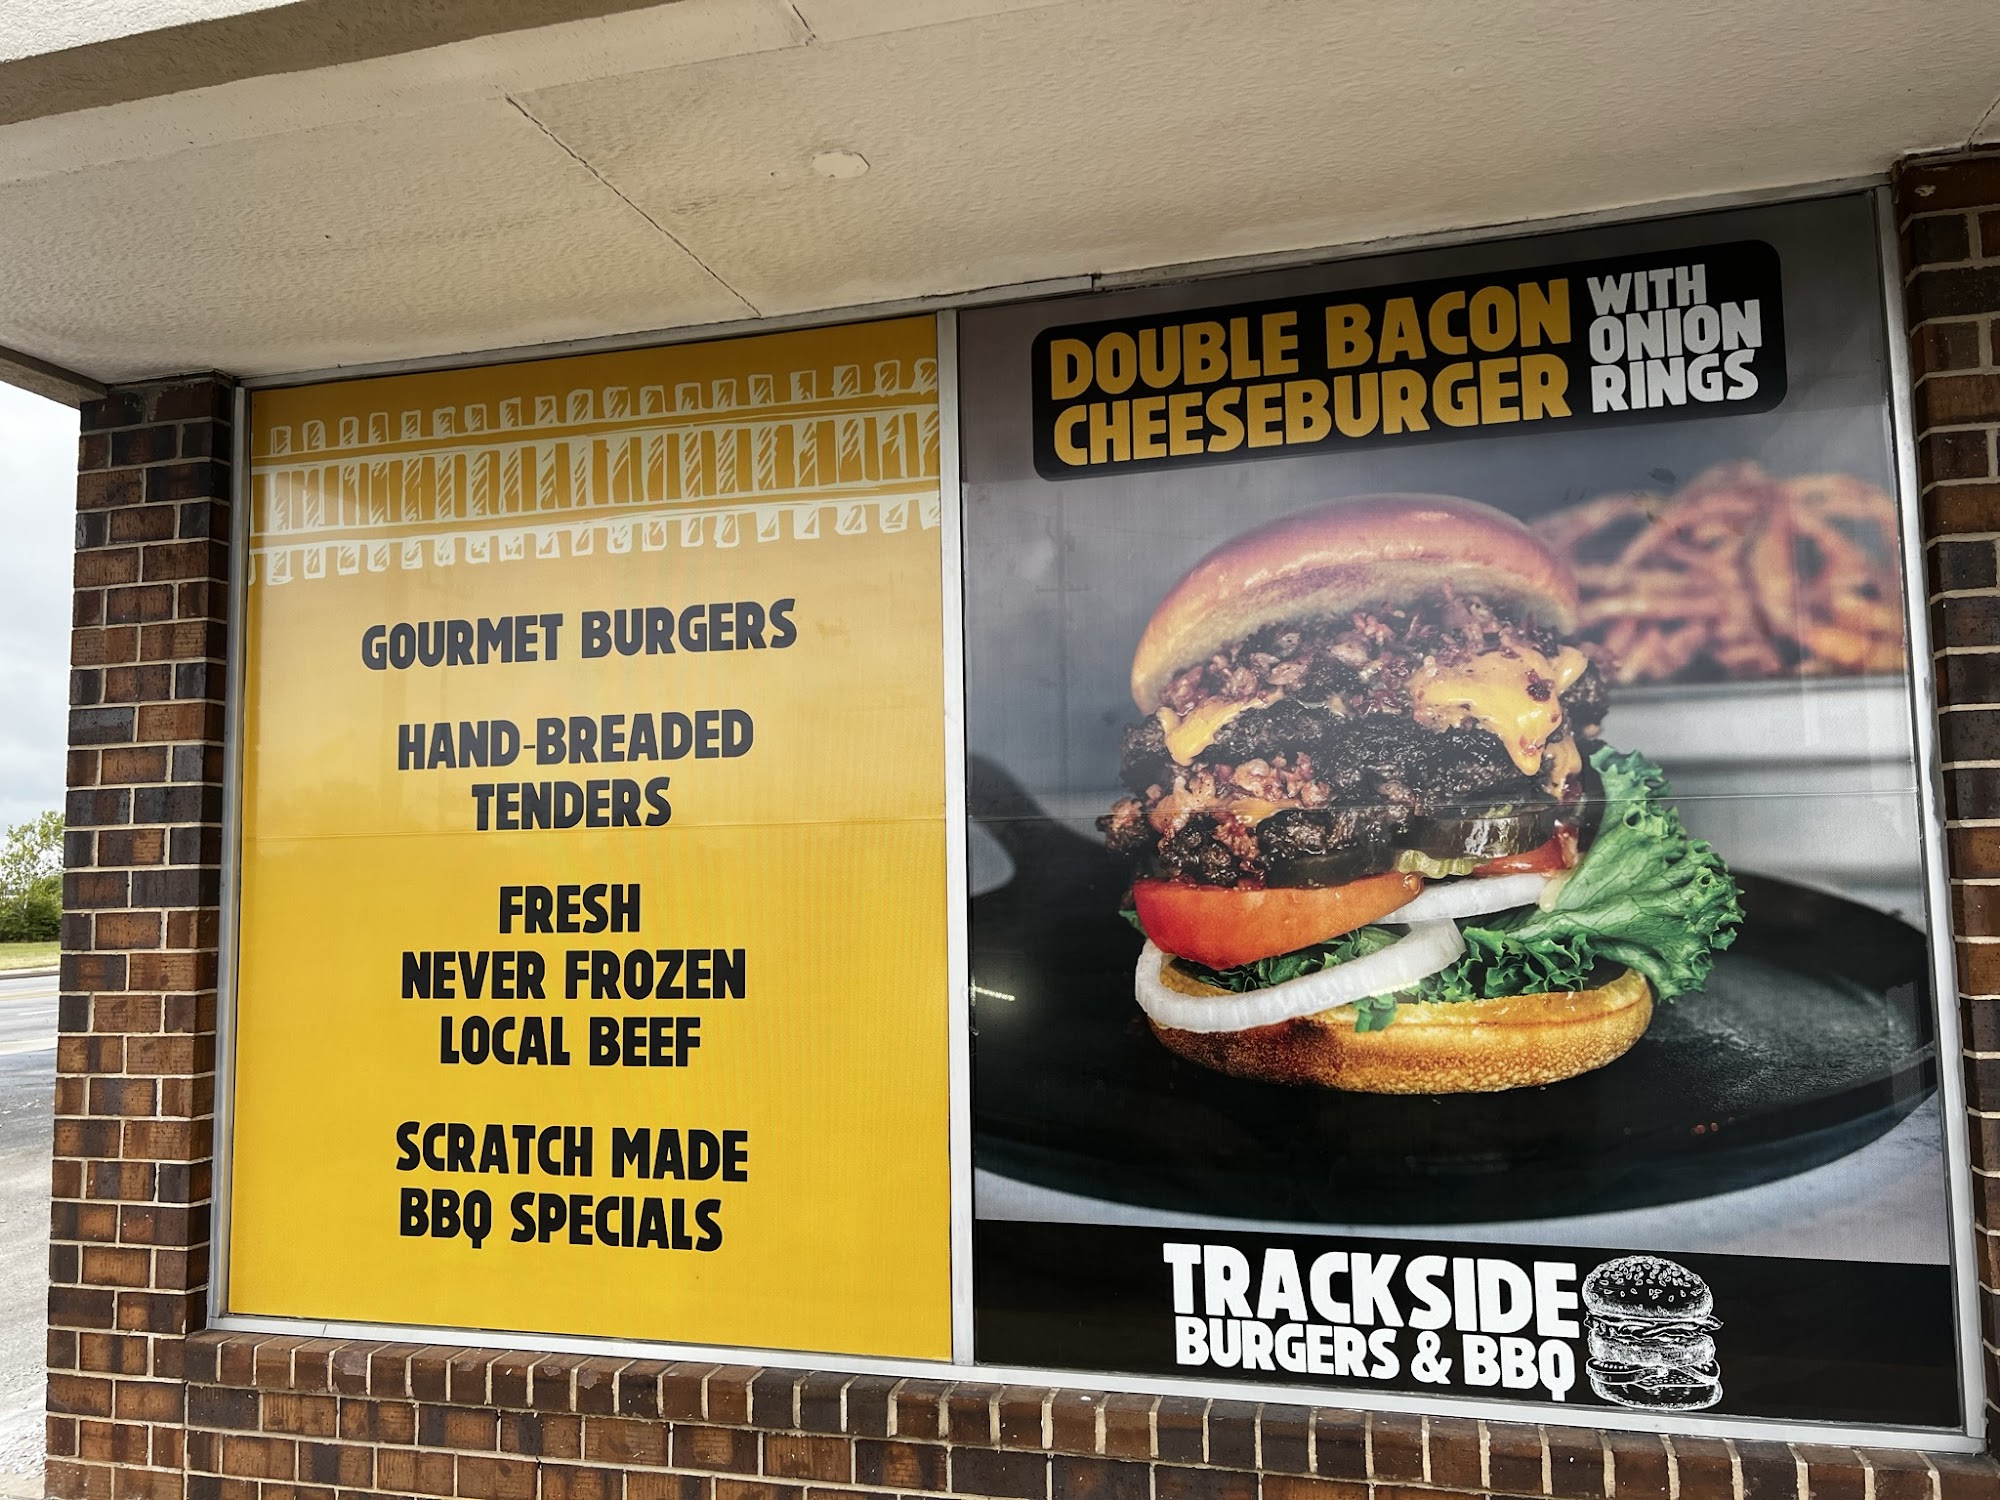 GOURMET BURGERS
HAND-BREADED
TENDERS
FRESH
NEVER FROZEN
LOCAL BEEF
SCRATCH MADE
BBQ SPECIALS
DOUBLE BACON
CHEESEBURGER
WITH
ONION
RINGS
TRACKSIDE
BURGERS & BBQ